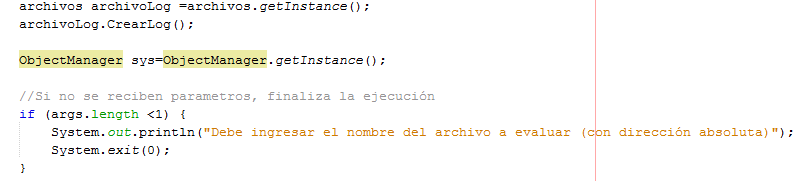 archivos archivoLog =archivos.getInstance();
archivoLog.CrearLog();
ObjectManager sys=ObjectManager.getInstance();
//Si no se reciben parametros, finaliza la ejecución
if (args.length <1) {
System.out.println("Debe ingresar el nombre del archivo a evaluar (con dirección absoluta)");
System.exit(0);
}